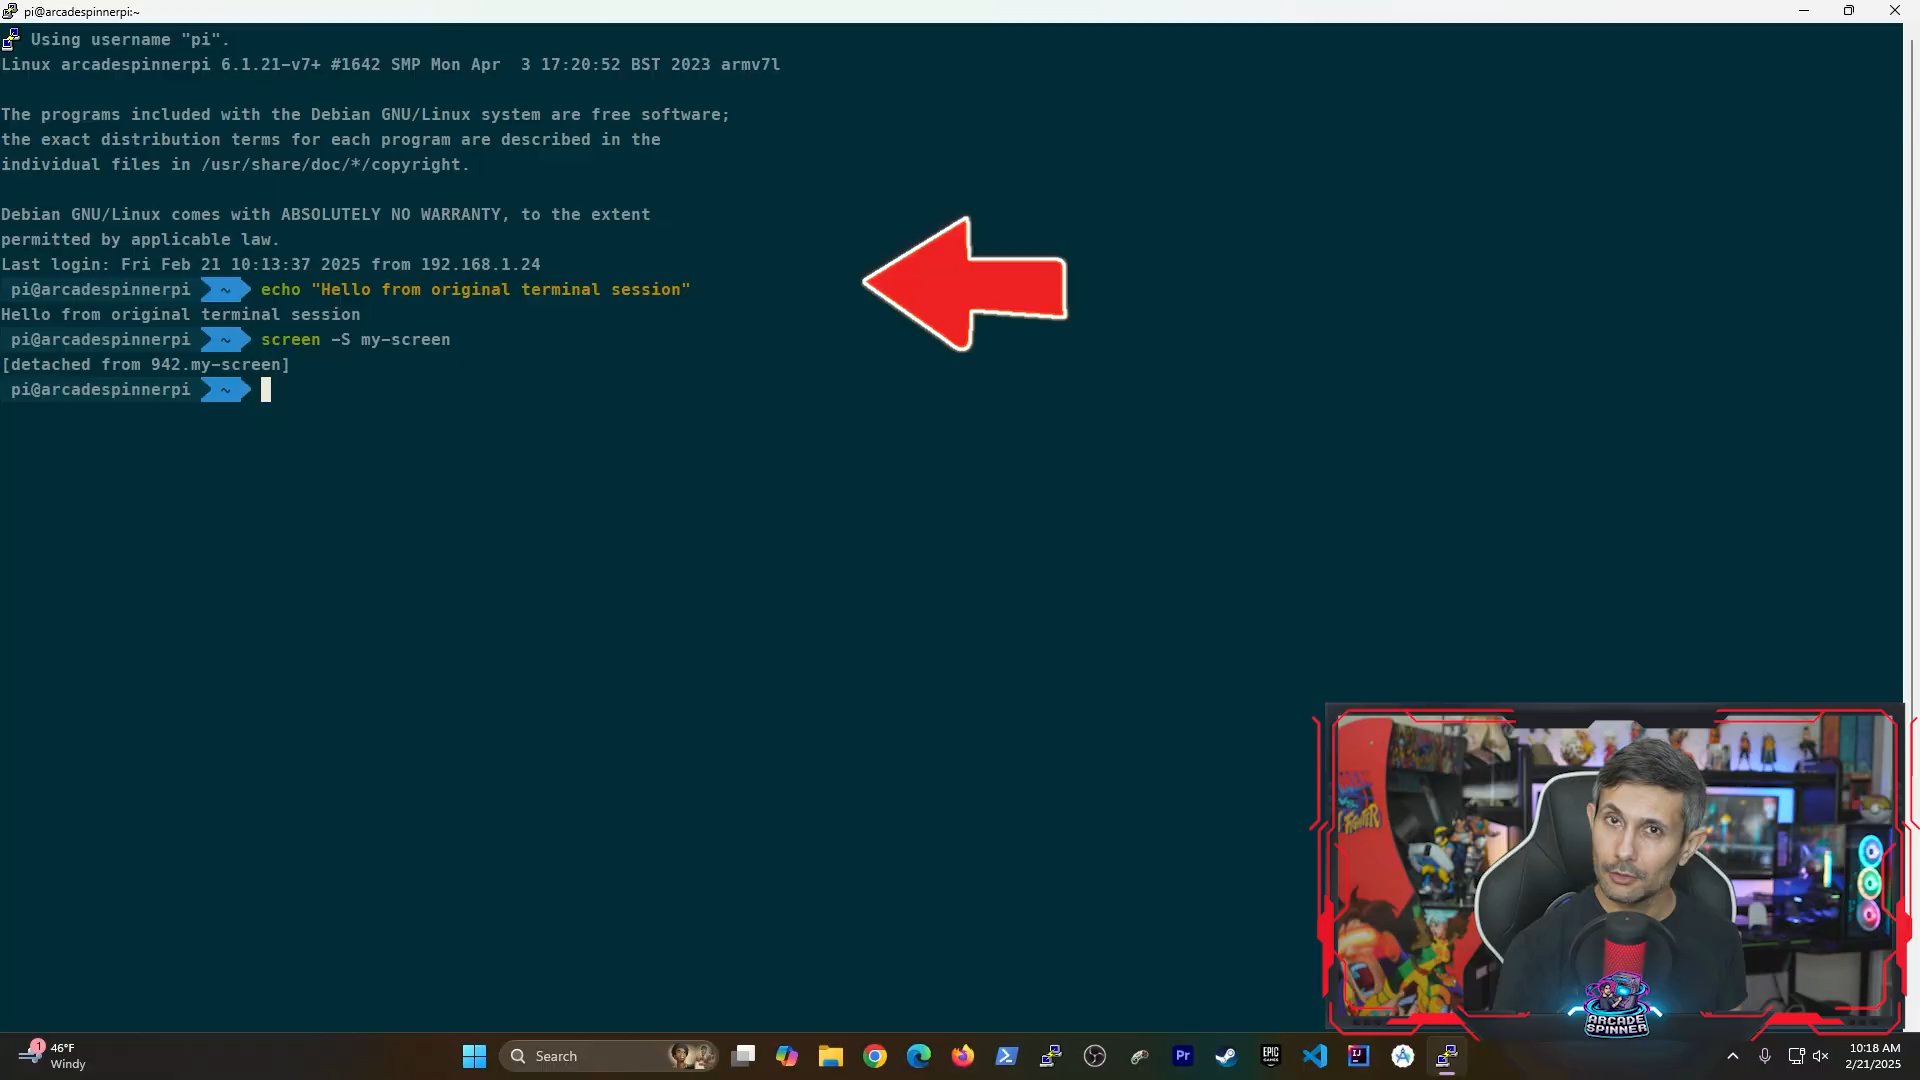 pi@arcadespinnerpi:~
Using username "pi".
Linux arcadespinnerpi 6.1.21-v7+ #1642 SMP Mon Apr  3 17:20:52 BST 2023 armv7l
The programs included with the Debian GNU/Linux system are free software;
the exact distribution terms for each program are described in the
individual files in /usr/share/doc/*/copyright.
Debian GNU/Linux comes with ABSOLUTELY NO WARRANTY, to the extent
permitted by applicable law.
Last login: Fri Feb 21 10:13:37 2025 from 192.168.1.24
pi@arcadespinnerpi ~ echo "Hello from original terminal session"
Hello from original terminal session
pi@arcadespinnerpi ~ screen -S my-screen
[detached from 942.my-screen]
pi@arcadespinnerpi ~
FIGHTER
ARCADE
SPINNER
1
46°F
Windy
Search
Pr
EPIC
GAMES
IJ
10:18 AM
2/21/2025